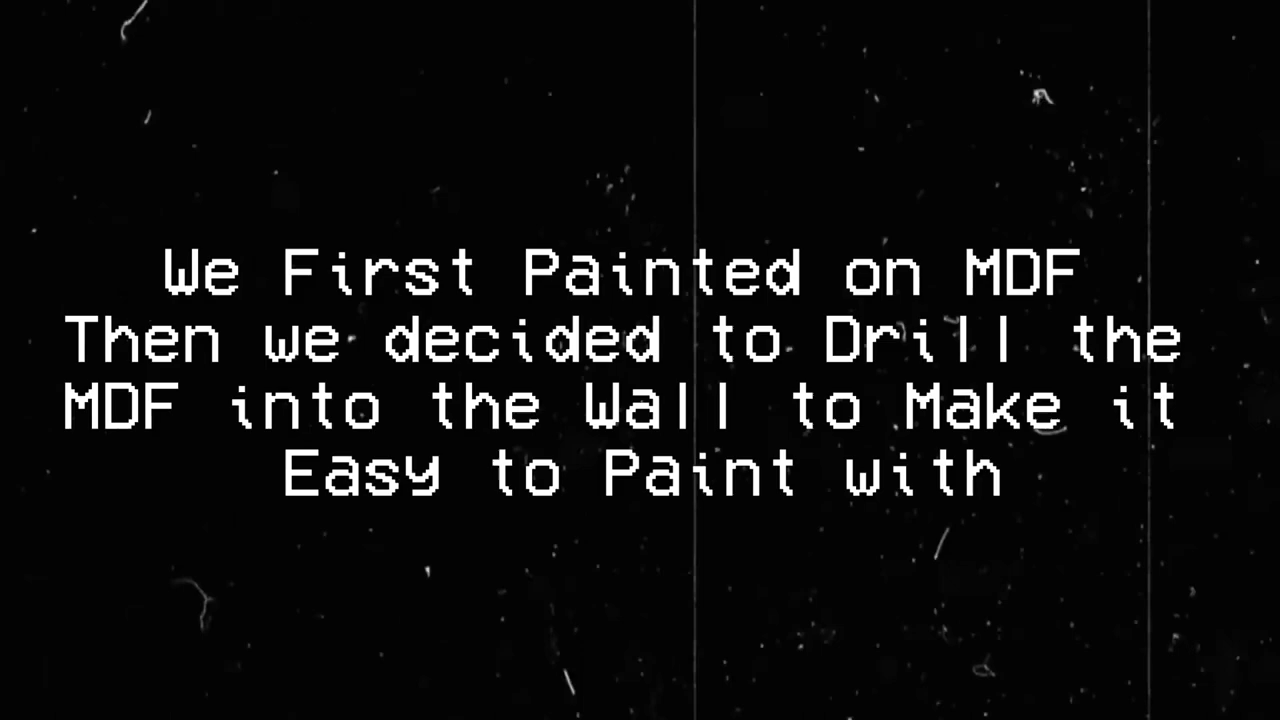 We First Painted on MDF
Then we decided to Drill the
MDF into the Wall to Make it
Easy to Paint with